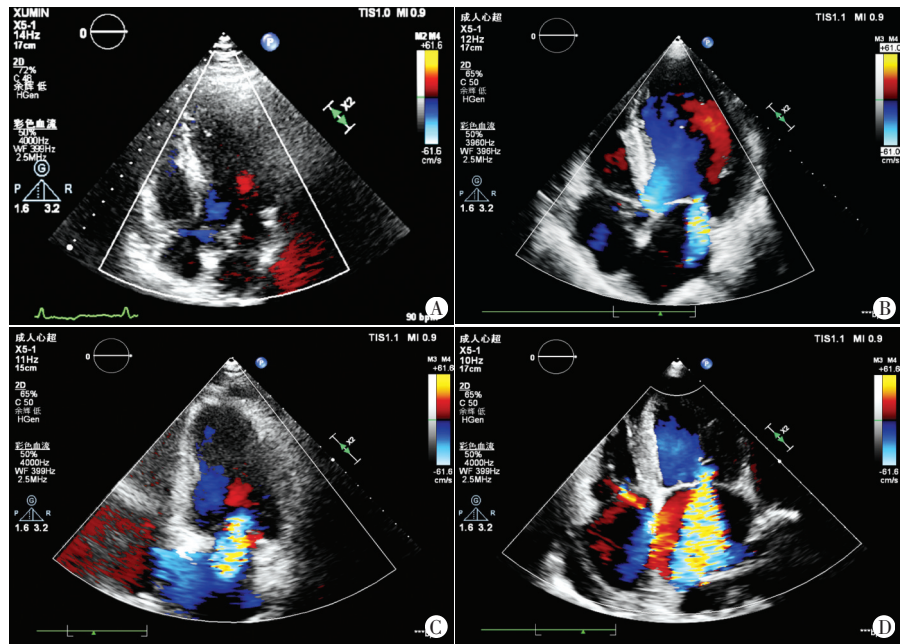 XUMIN
TIS1.0 MI 0.9
X5-1
14Hz
17cm
0
P
M2 M4
+61.6
-61.6
cm/s
2D
72%
C 48
余辉 低
HGen
彩色血流
50%
4000Hz
WF 399Hz
2.5MHz
X2
G
P R
1.6 3.2
90 bpm
A
成人心超
TIS1.1 MI 0.9
X5-1
12Hz
17cm
0
P
M3 M4
+61.0
-61.0
cm/s
2D
65%
C 50
余辉 低
HGen
彩色血流
50%
3960Hz
WF 396Hz
2.5MHz
X2
G
P R
1.6 3.2
B
成人心超
TIS1.1 MI 0.9
X5-1
11Hz
15cm
0
P
M3 M4
+61.6
-61.6
cm/s
2D
65%
C 50
余辉 低
HGen
彩色血流
50%
4000Hz
WF 399Hz
2.5MHz
X2
G
P R
1.6 3.2
C
成人心超
TIS1.1 MI 0.9
X5-1
10Hz
17cm
0
P
M3 M4
+61.6
-61.6
cm/s
2D
65%
C 50
余辉 低
HGen
彩色血流
50%
4000Hz
WF 399Hz
2.5MHz
X2
G
P R
1.6 3.2
D